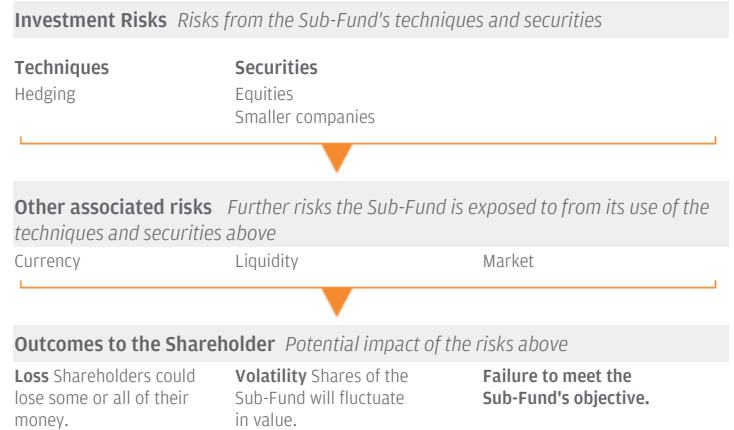 Investment Risks Risks from the Sub-Fund's techniques and securities
Techniques Securities
Hedging Equities
Smaller companies
Other associated risks Further risks the Sub-Fund is exposed to from its use of the
techniques and securities above
Currency Liquidity Market
Outcomes to the Shareholder Potential impact of the risks above
Loss Shareholders could
lose some or all of their
money.
Volatility Shares of the
Sub-Fund will fluctuate
in value.
Failure to meet the
Sub-Fund's objective.